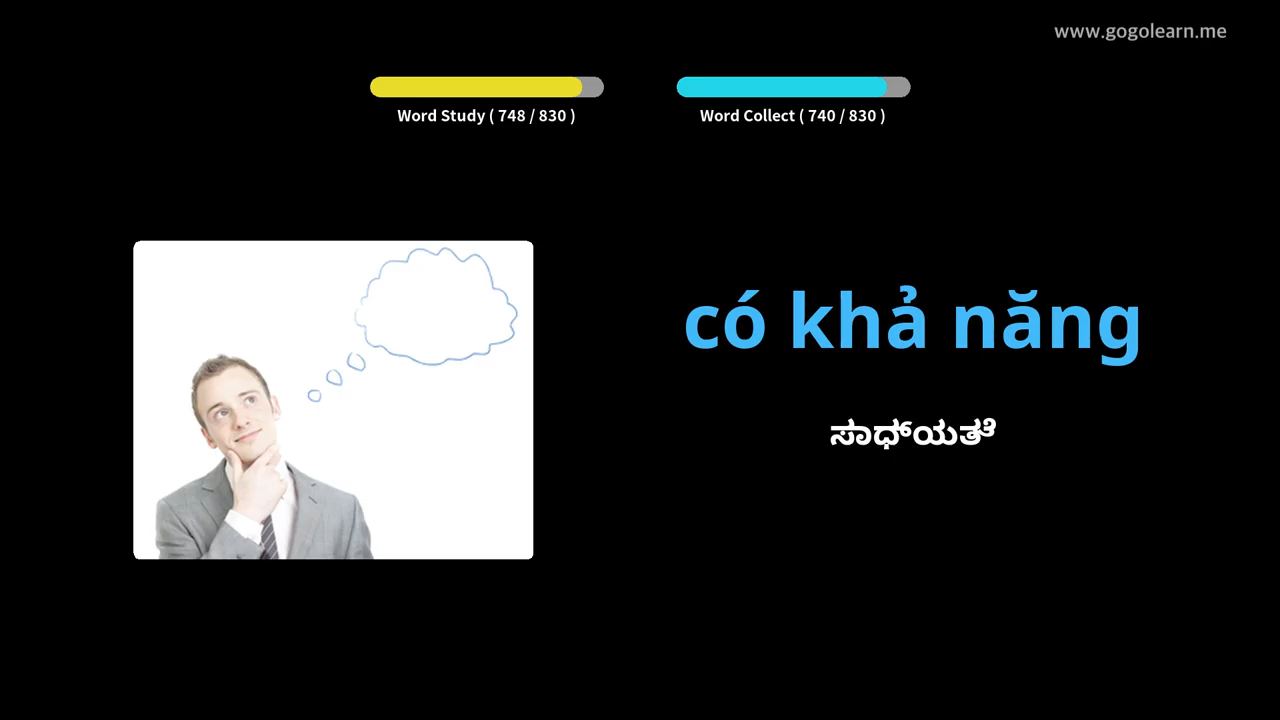 www.gogolearn.me
Word Study ( 748 / 830 )
Word Collect ( 740 / 830 )
có khả năng
ಸಾಧ್ಯತೆ